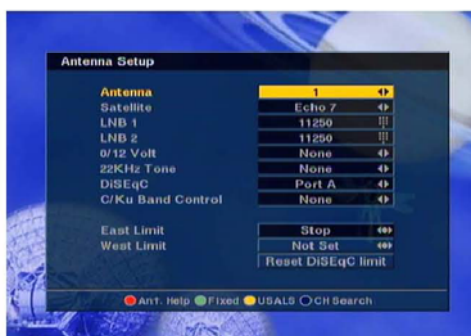 Antenna Setup
Antenna 1
Satellite Echo 7
LNB 1 11250
LNB 2 11250
0/12 Volt None
22KHz Tone None
DiSEqC Port A
C/Ku Band Control None
East Limit Stop
West Limit Not Set
Reset DiSEqC limit
Ant. Help Fixed USALS CH Search